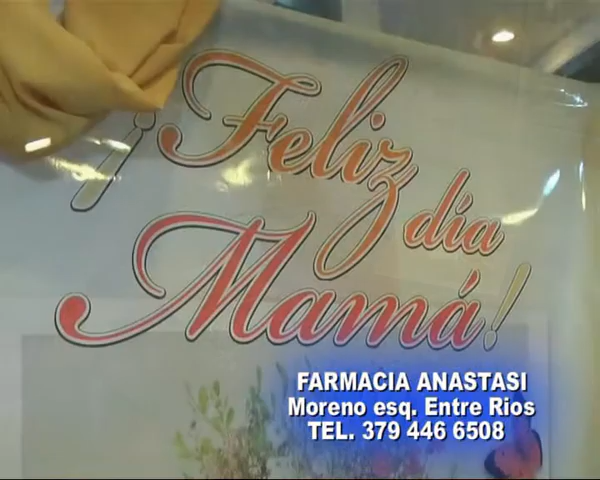 ¡Feliz
día
Mamá!
FARMACIA ANASTASI
Moreno esq. Entre Rios
TEL. 379 446 6508